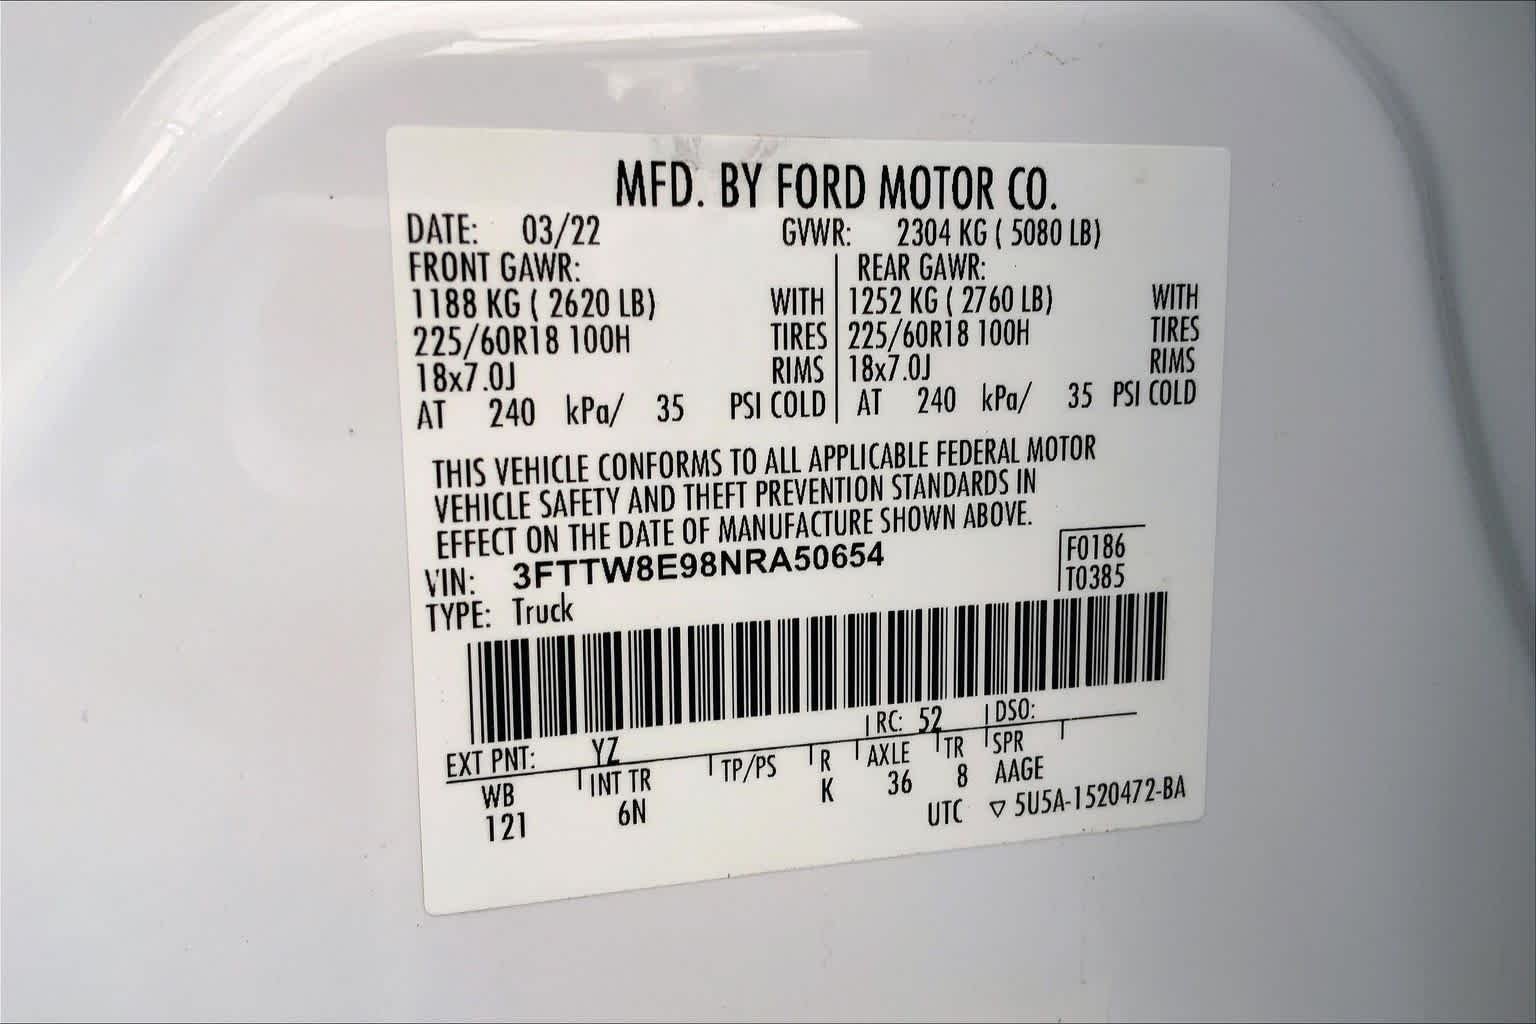 MFD. BY FORD MOTOR CO.
DATE: 03/22 GVWR: 2304 KG ( 5080 LB)
FRONT GAWR: REAR GAWR:
1188 KG ( 2620 LB) WITH 1252 KG ( 2760 LB) WITH
225/60R18 100H TIRES 225/60R18 100H TIRES
18x7.0J RIMS 18x7.0J RIMS
AT 240 kPa/ 35 PSI COLD AT 240 kPa/ 35 PSI COLD
THIS VEHICLE CONFORMS TO ALL APPLICABLE FEDERAL MOTOR
VEHICLE SAFETY AND THEFT PREVENTION STANDARDS IN
EFFECT ON THE DATE OF MANUFACTURE SHOWN ABOVE.
VIN: 3FTTW8E98NRA50654 F0186
TYPE: Truck T0385
EXT PNT: YZ RC: 52 DSO:
WB INT TR TP/PS R AXLE TR SPR
121 6N K 36 8 AAGE
UTC ▽ 5U5A-1520472-BA